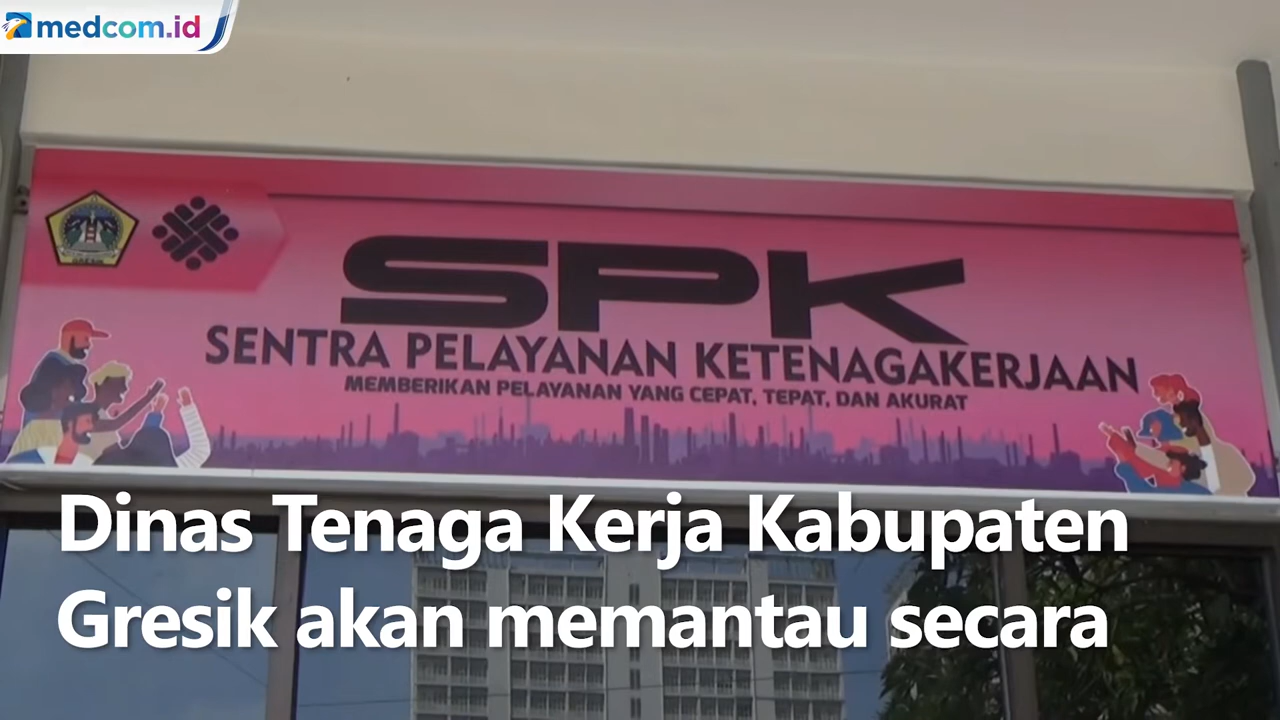 medcom.id
SPK
SENTRA PELAYANAN KETENAGAKERJAAN
MEMBERIKAN PELAYANAN YANG CEPAT, TEPAT, DAN AKURAT
Dinas Tenaga Kerja Kabupaten
Gresik akan memantau secara